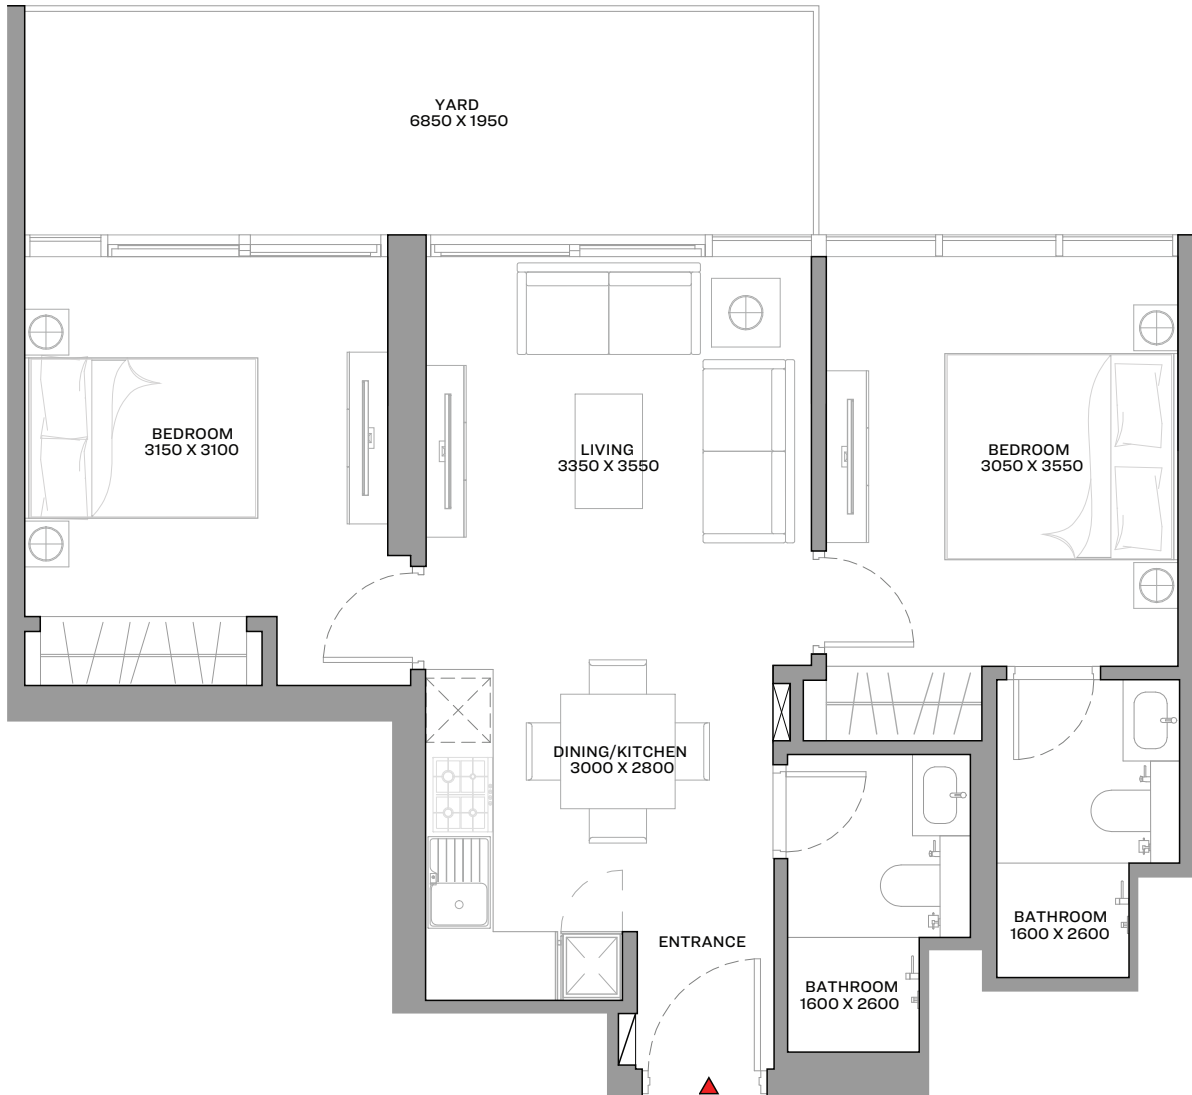 YARD
6850 X 1950
BEDROOM
3150 X 3100
LIVING
3350 X 3550
BEDROOM
3050 X 3550
DINING/KITCHEN
3000 X 2800
ENTRANCE
BATHROOM
1600 X 2600
BATHROOM
1600 X 2600